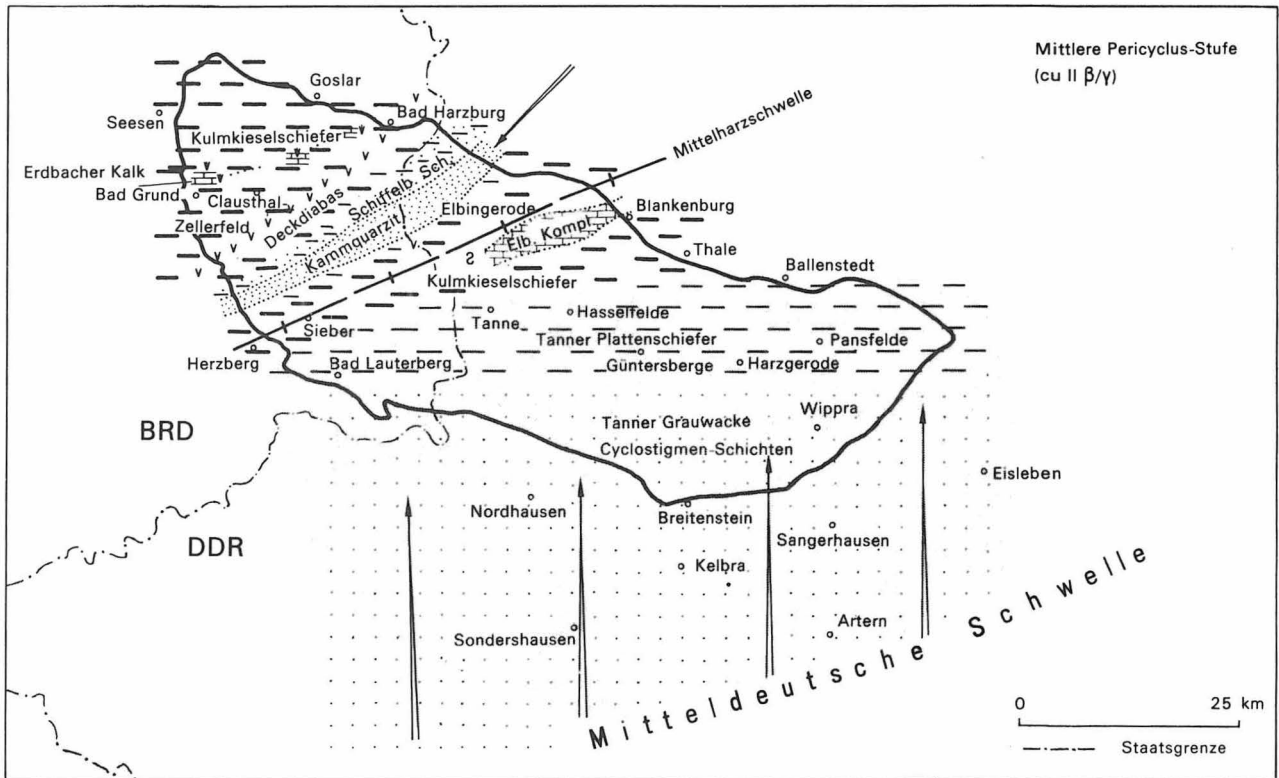 Mittlere Pericyclus-Stufe
(cu II β/γ)
Goslar
Bad Harzburg
Seesen
Kulmkieselschiefer
Mittelharzschwelle
Erdbacher Kalk
Bad Grund
Clausthal-
Zellerfeld
Deckdiabas
Schiffelb. Sch.
Kammquarzit
Elbingerode
Elb. Kompl.
Blankenburg
Thale
Ballenstedt
Kulmkieselschiefer
Tanne
Hasselfelde
Sieber
Tanner Plattenschiefer
Pansfelde
Herzberg
Bad Lauterberg
Güntersberge
Harzgerode
Tanner Grauwacke
Wippra
BRD
Cyclostigmen-Schichten
Eisleben
Nordhausen
Breitenstein
DDR
Sangerhausen
Kelbra
Sondershausen
Artern
Mitteldeutsche Schwelle
0 25 km
Staatsgrenze